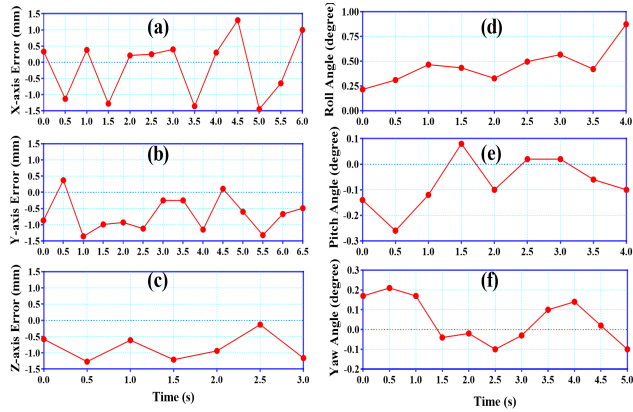 (a)
X-axis Error (mm)
1.5
1.0
0.5
0.0
-0.5
-1.0
-1.5
0.0 0.5 1.0 1.5 2.0 2.5 3.0 3.5 4.0 4.5 5.0 5.5 6.0
(b)
Y-axis Error (mm)
1.5
1.0
0.5
0.0
-0.5
-1.0
-1.5
0.0 0.5 1.0 1.5 2.0 2.5 3.0 3.5 4.0 4.5 5.0 5.5 6.0 6.5
(c)
Z-axis Error (mm)
1.5
1.0
0.5
0.0
-0.5
-1.0
-1.5
0.0 0.5 1.0 1.5 2.0 2.5 3.0
Time (s)
(d)
Roll Angle (degree)
1.00
0.75
0.50
0.25
0.00
0.0 0.5 1.0 1.5 2.0 2.5 3.0 3.5 4.0
(e)
Pitch Angle (degree)
0.1
0.0
-0.1
-0.2
-0.3
0.0 0.5 1.0 1.5 2.0 2.5 3.0 3.5 4.0
(f)
Yaw Angle (degree)
0.3
0.2
0.1
0.0
-0.1
-0.2
0.0 0.5 1.0 1.5 2.0 2.5 3.0 3.5 4.0 4.5 5.0
Time (s)